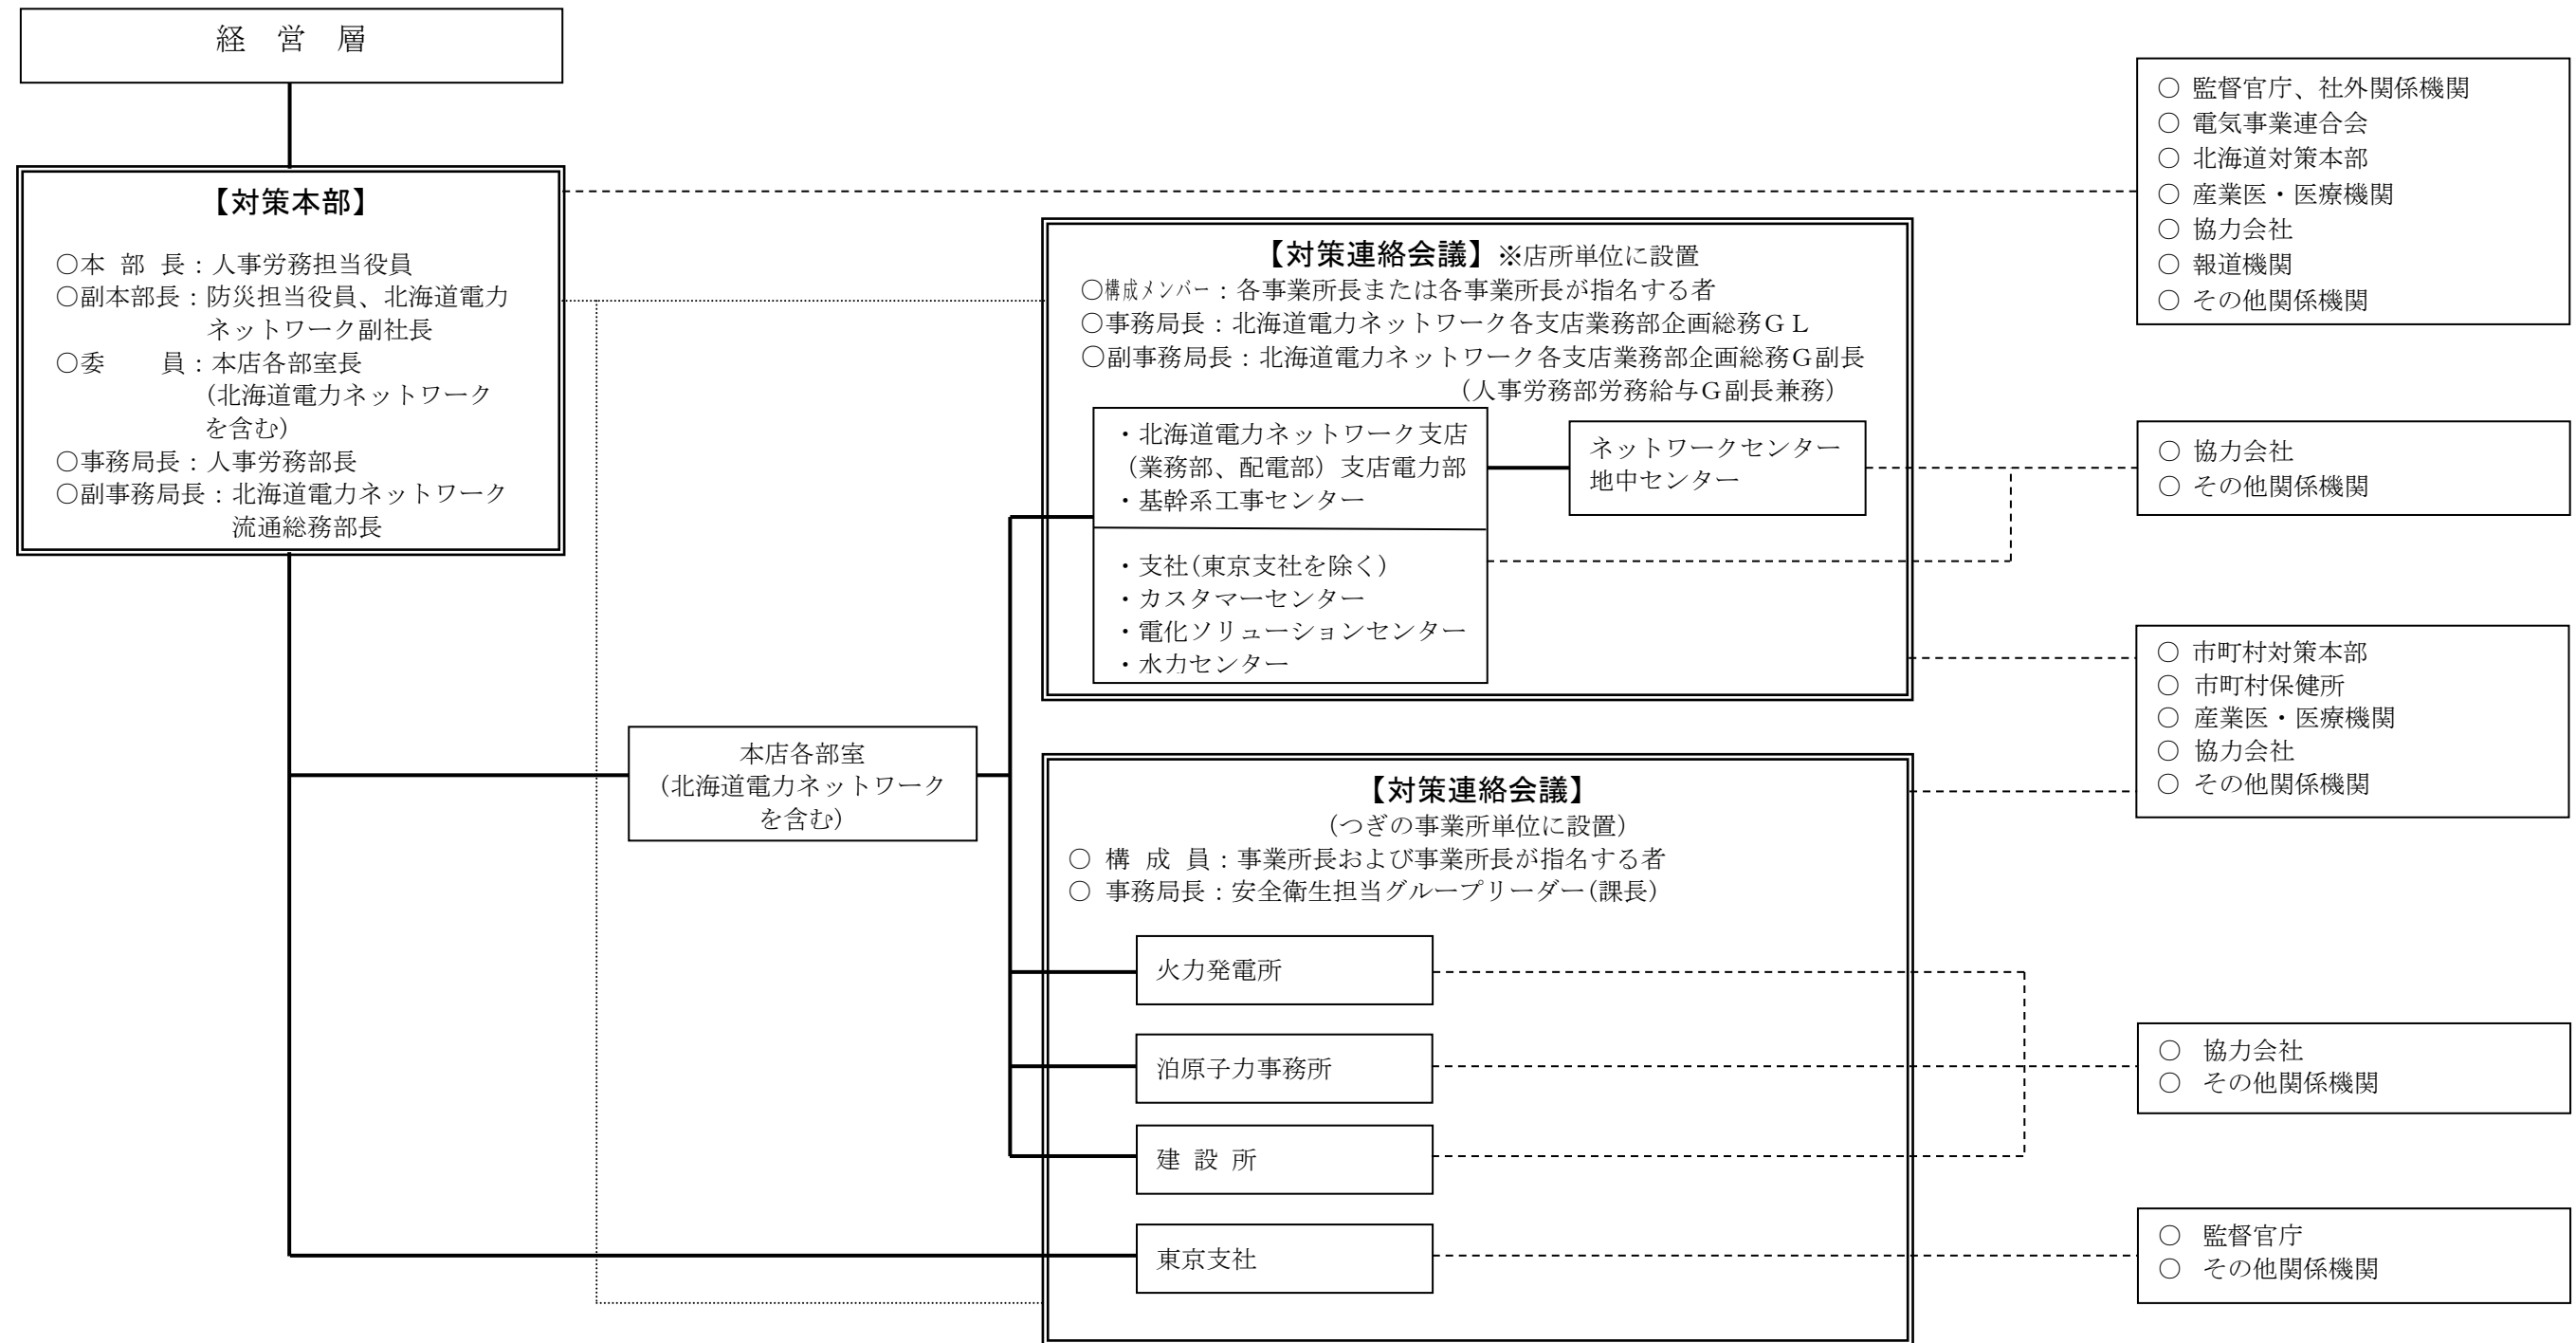 経 営 層
【対策本部】
○本 部 長：人事労務担当役員
○副本部長：防災担当役員、北海道電力
ネットワーク副社長
○委 員：本店各部室長
(北海道電力ネットワーク
を含む)
○事務局長：人事労務部長
○副事務局長：北海道電力ネットワーク
流通総務部長
本店各部室
(北海道電力ネットワーク
を含む)
【対策連絡会議】※店所単位に設置
○構成メンバー：各事業所長または各事業所長が指名する者
○事務局長：北海道電力ネットワーク各支店業務部企画総務ＧＬ
○副事務局長：北海道電力ネットワーク各支店業務部企画総務Ｇ副長
(人事労務部労務給与Ｇ副長兼務)
・北海道電力ネットワーク支店
(業務部、配電部) 支店電力部
・基幹系工事センター
・支社(東京支社を除く)
・カスタマーセンター
・電化ソリューションセンター
・水力センター
ネットワークセンター
地中センター
【対策連絡会議】
(つぎの事業所単位に設置)
○ 構 成 員：事業所長および事業所長が指名する者
○ 事務局長：安全衛生担当グループリーダー(課長)
火力発電所
泊原子力事務所
建 設 所
東京支社
○ 監督官庁、社外関係機関
○ 電気事業連合会
○ 北海道対策本部
○ 産業医・医療機関
○ 協力会社
○ 報道機関
○ その他関係機関
○ 協力会社
○ その他関係機関
○ 市町村対策本部
○ 市町村保健所
○ 産業医・医療機関
○ 協力会社
○ その他関係機関
○ 協力会社
○ その他関係機関
○ 監督官庁
○ その他関係機関